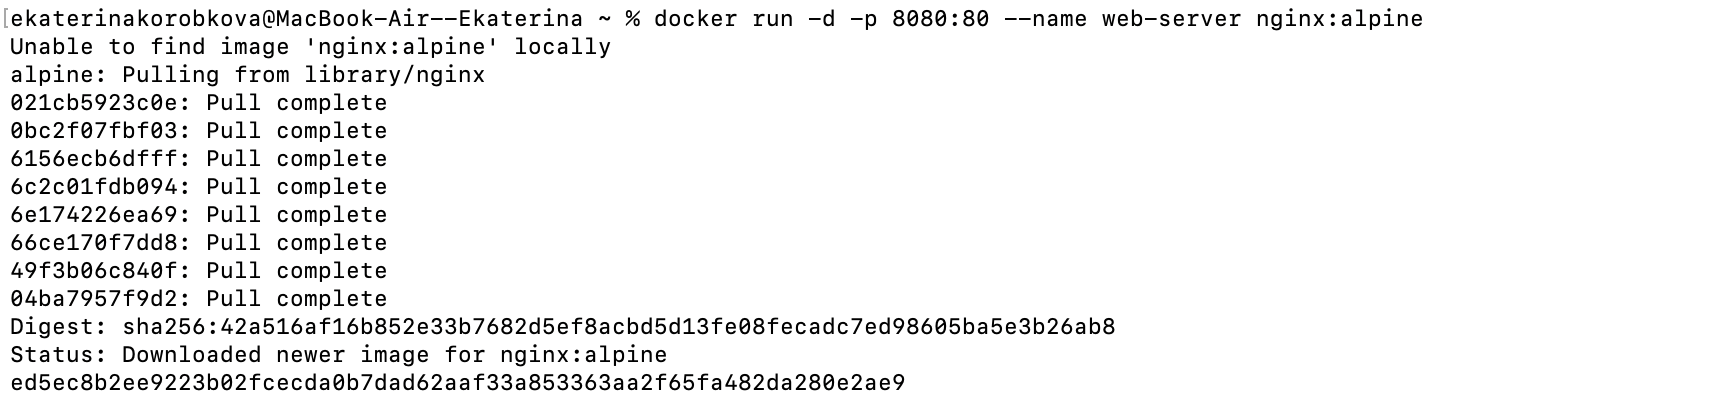 [ekaterinakorobkova@MacBook-Air--Ekaterina ~ % docker run -d -p 8080:80 --name web-server nginx:alpine
Unable to find image 'nginx:alpine' locally
alpine: Pulling from library/nginx
021cb5923c0e: Pull complete
0bc2f07fbf03: Pull complete
6156ecb6dfff: Pull complete
6c2c01fdb094: Pull complete
6e174226ea69: Pull complete
66ce170f7dd8: Pull complete
49f3b06c840f: Pull complete
04ba7957f9d2: Pull complete
Digest: sha256:42a516af16b852e33b7682d5ef8acbd5d13fe08fecadc7ed98605ba5e3b26ab8
Status: Downloaded newer image for nginx:alpine
ed5ec8b2ee9223b02fcecda0b7dad62aaf33a853363aa2f65fa482da280e2ae9